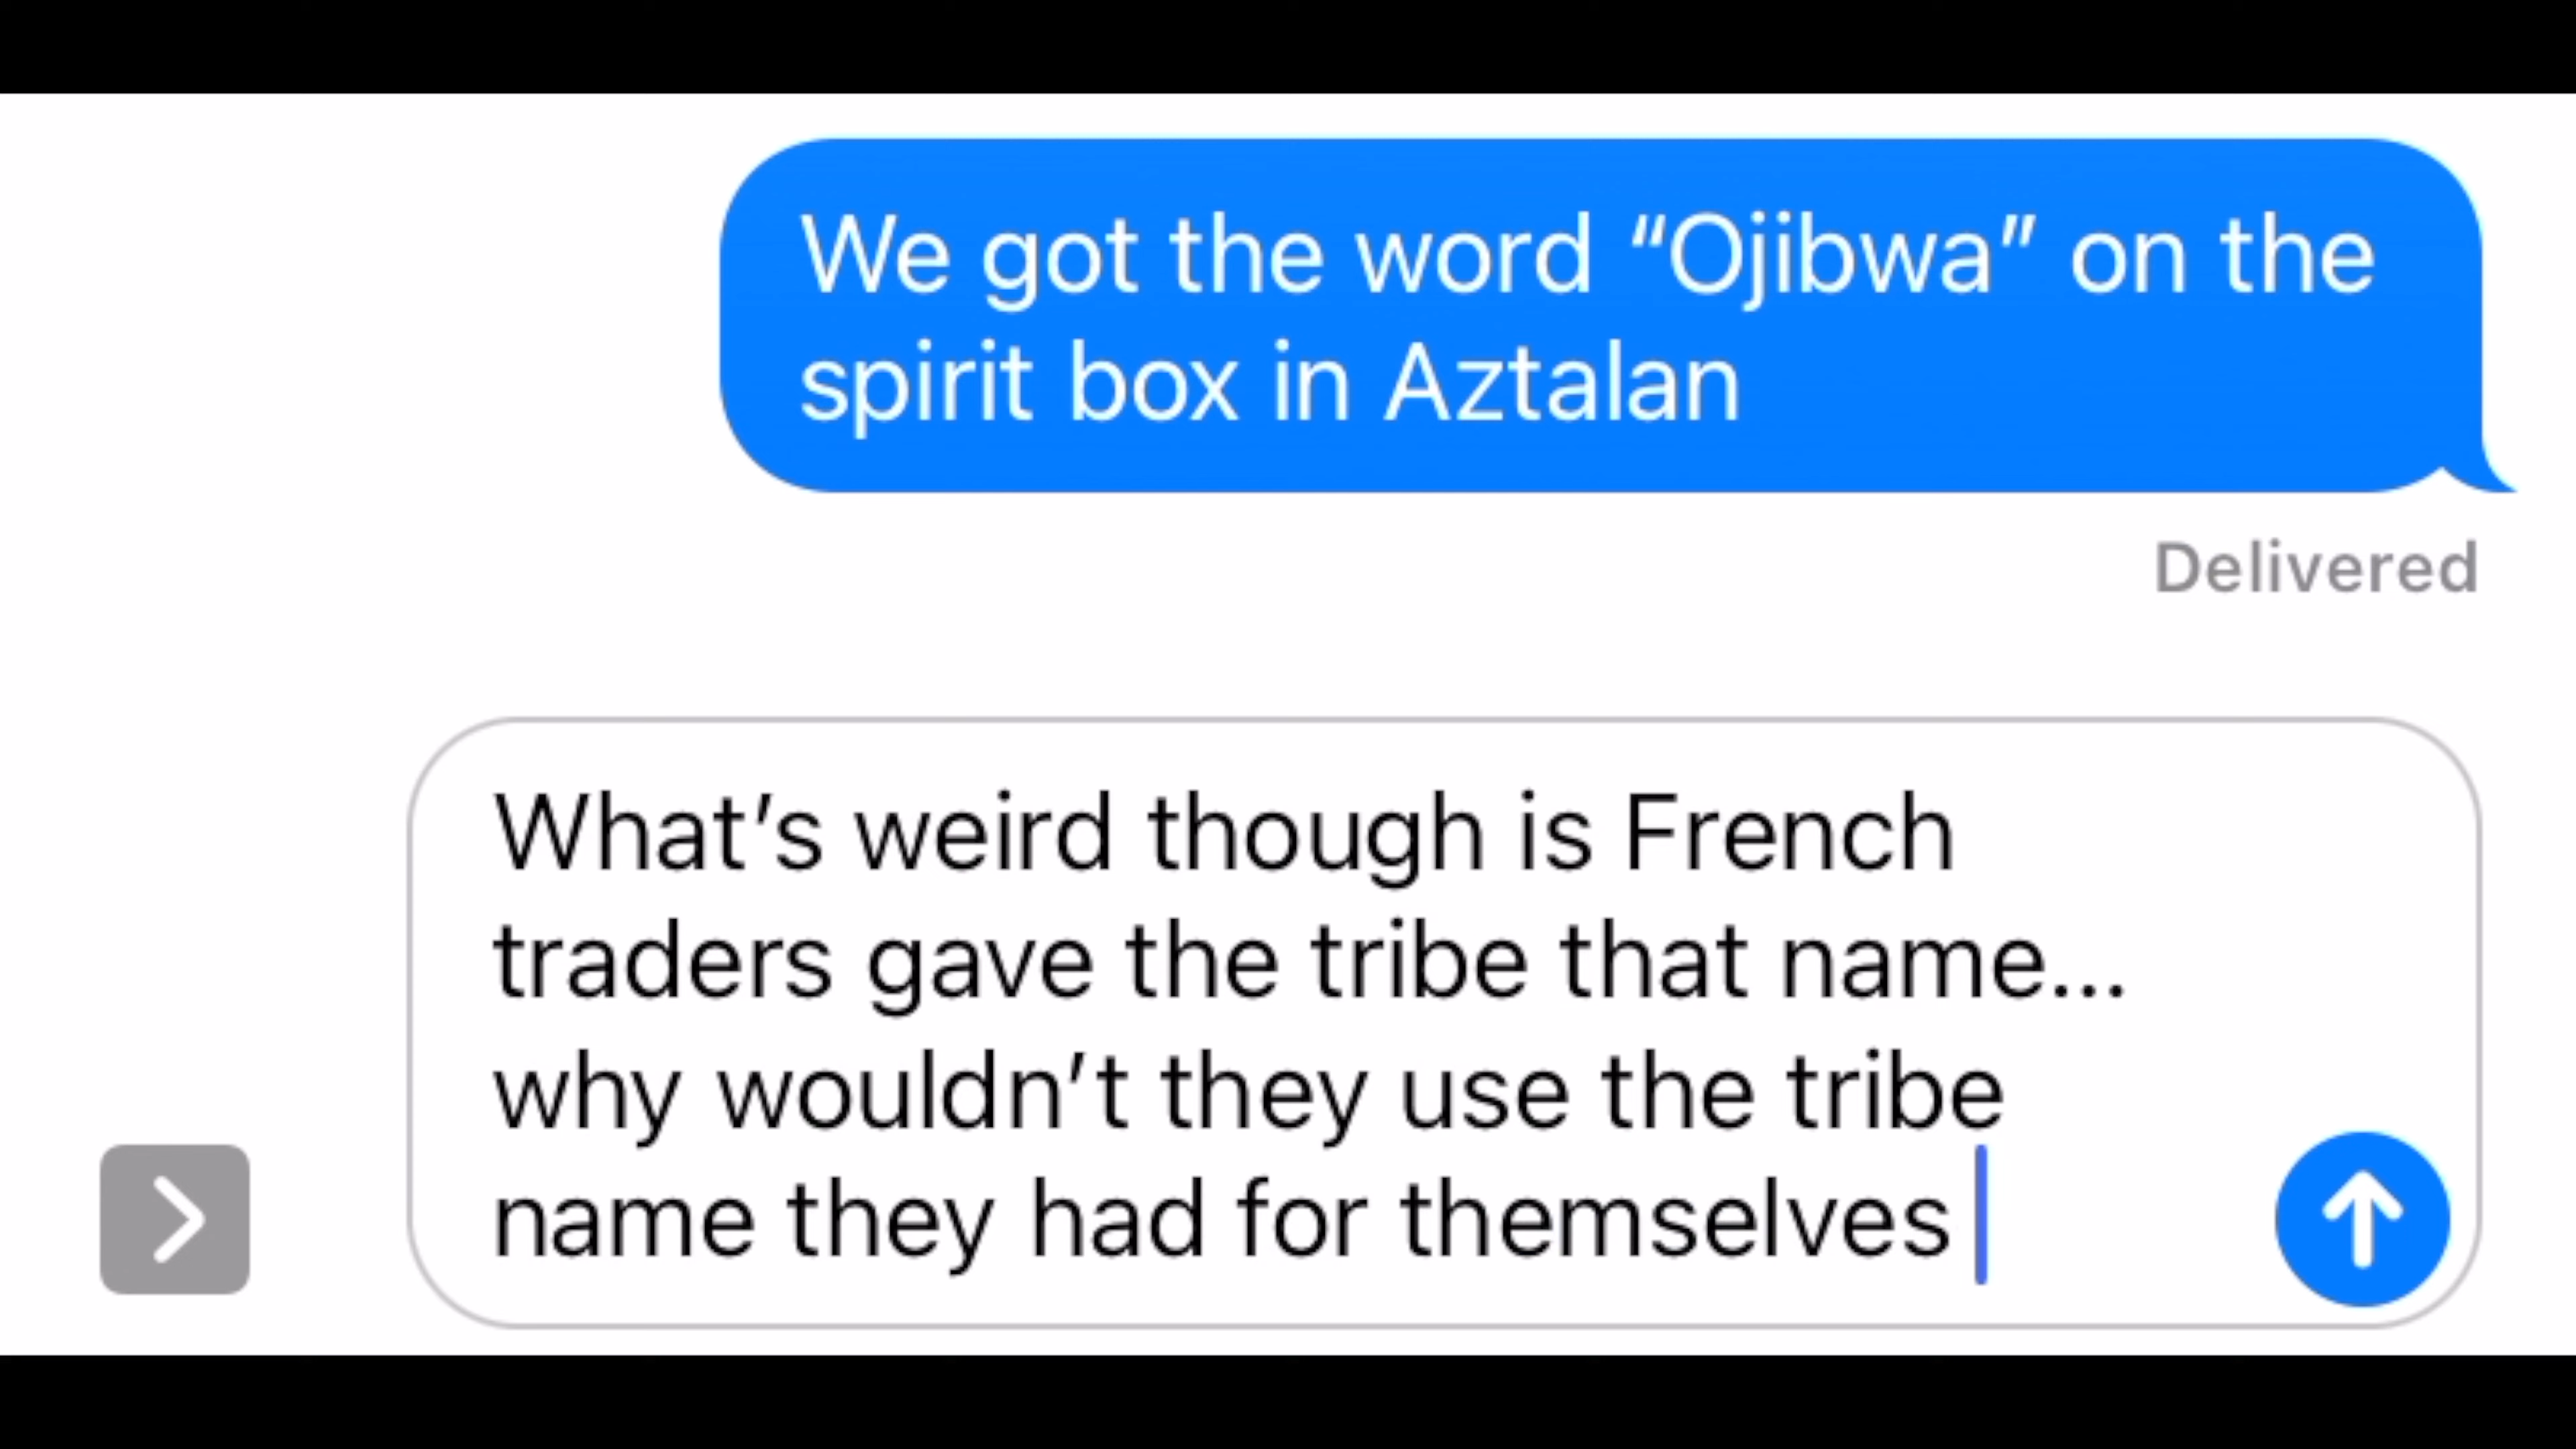 We got the word “Ojibwa” on the
spirit box in Aztalan
Delivered
What’s weird though is French
traders gave the tribe that name...
why wouldn’t they use the tribe
name they had for themselves